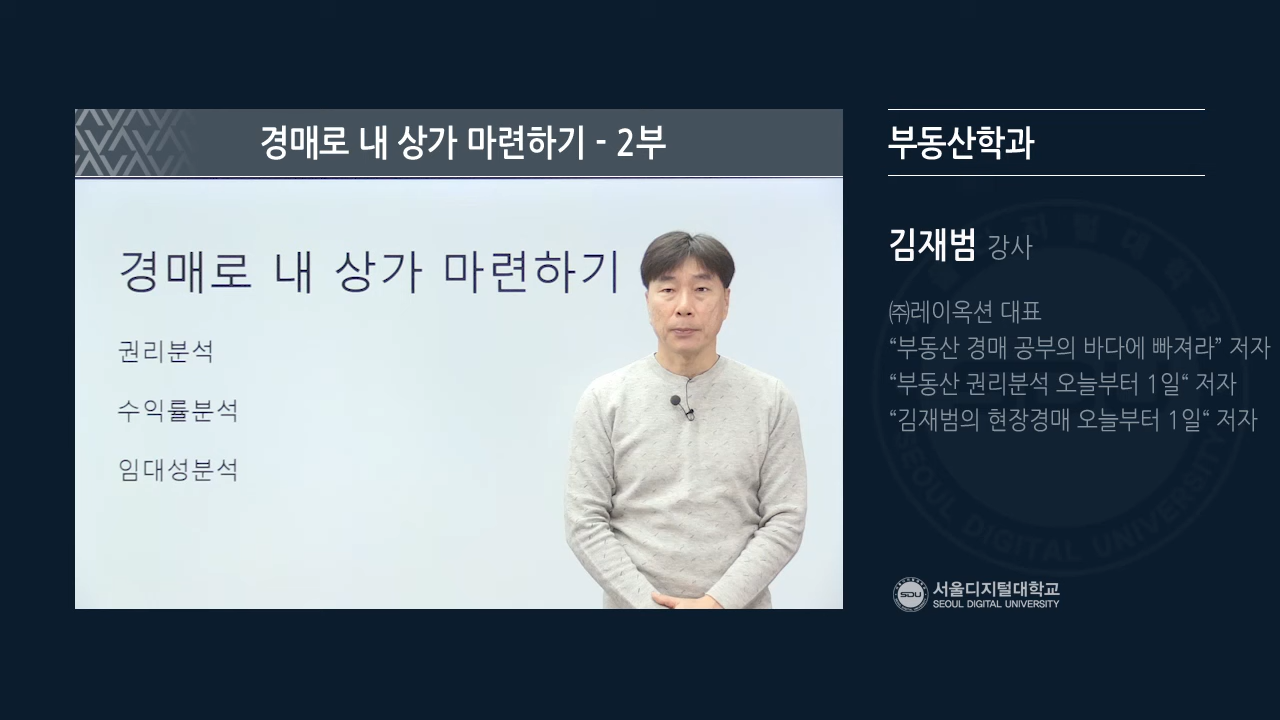 경매로 내 상가 마련하기 - 2부
경매로 내 상가 마련하기
권리분석
수익률분석
임대성분석
부동산학과
김재범 강사
㈜레이옥션 대표
“부동산 경매 공부의 바다에 빠져라” 저자
“부동산 권리분석 오늘부터 1일“ 저자
“김재범의 현장경매 오늘부터 1일“ 저자
SEOUL DIGITAL UNIVERSITY
SDU
서울디지털대학교
SEOUL DIGITAL UNIVERSITY